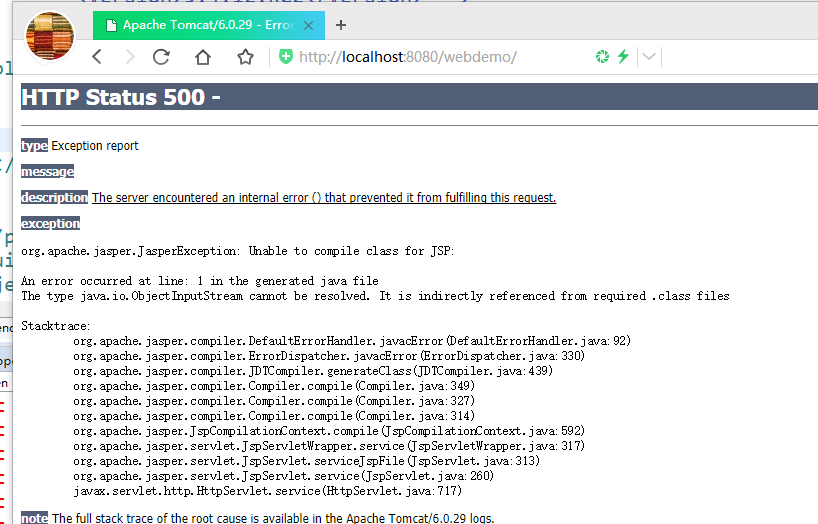 Apache Tomcat/6.0.29 - Erro
http://localhost:8080/webdemo/
HTTP Status 500 -
type Exception report
message
description The server encountered an internal error () that prevented it from fulfilling this request.
exception
org.apache.jasper.JasperException: Unable to compile class for JSP:
An error occurred at line: 1 in the generated java file
The type java.io.ObjectInputStream cannot be resolved. It is indirectly referenced from required .class files
Stacktrace:
org.apache.jasper.compiler.DefaultErrorHandler.javacError(DefaultErrorHandler.java:92)
org.apache.jasper.compiler.ErrorDispatcher.javacError(ErrorDispatcher.java:330)
org.apache.jasper.compiler.JDTCompiler.generateClass(JDTCompiler.java:439)
org.apache.jasper.compiler.Compiler.compile(Compiler.java:349)
org.apache.jasper.compiler.Compiler.compile(Compiler.java:327)
org.apache.jasper.compiler.Compiler.compile(Compiler.java:314)
org.apache.jasper.JspCompilationContext.compile(JspCompilationContext.java:592)
org.apache.jasper.servlet.JspServletWrapper.service(JspServletWrapper.java:317)
org.apache.jasper.servlet.JspServlet.serviceJspFile(JspServlet.java:313)
org.apache.jasper.servlet.JspServlet.service(JspServlet.java:260)
javax.servlet.http.HttpServlet.service(HttpServlet.java:717)
note The full stack trace of the root cause is available in the Apache Tomcat/6.0.29 logs.